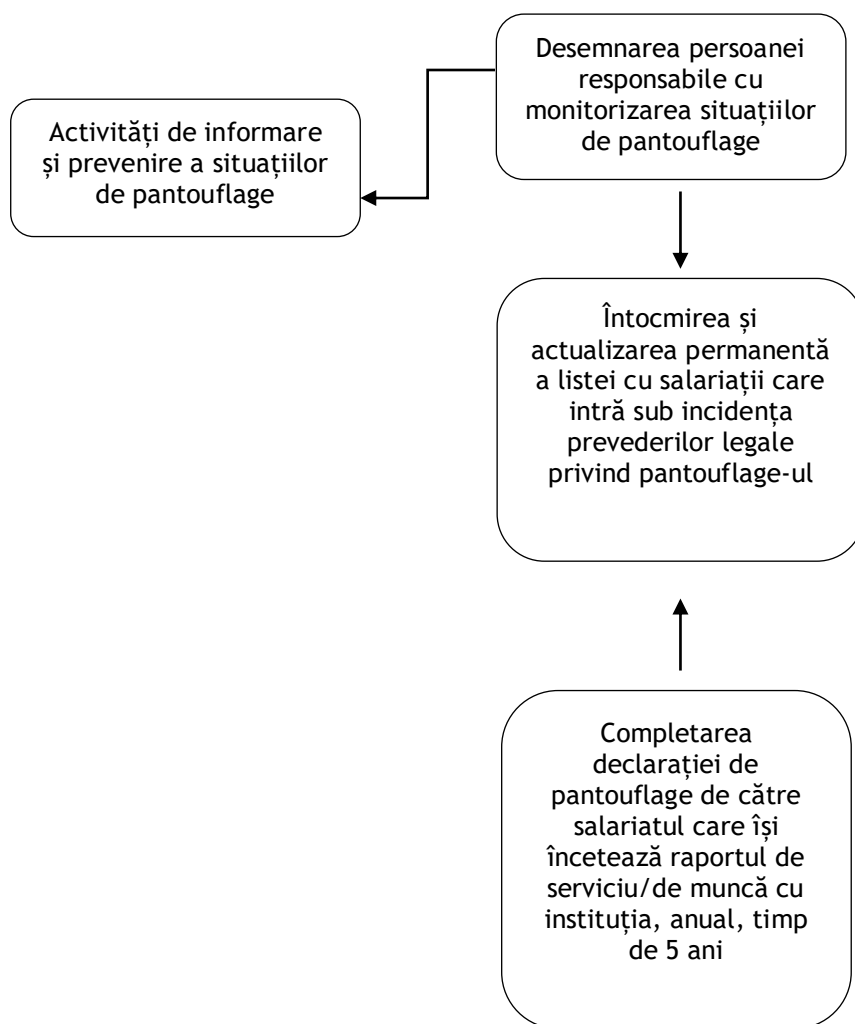 Desemnarea persoanei
responsabile cu
monitorizarea situațiilor
de pantouflage
Activități de informare
și prevenire a situațiilor
de pantouflage
Întocmirea și
actualizarea permanentă
a listei cu salariații care
intră sub incidența
prevederilor legale
privind pantouflage-ul
Completarea
declarației de
pantouflage de către
salariatul care își
încetează raportul de
serviciu/de muncă cu
instituția, anual, timp
de 5 ani